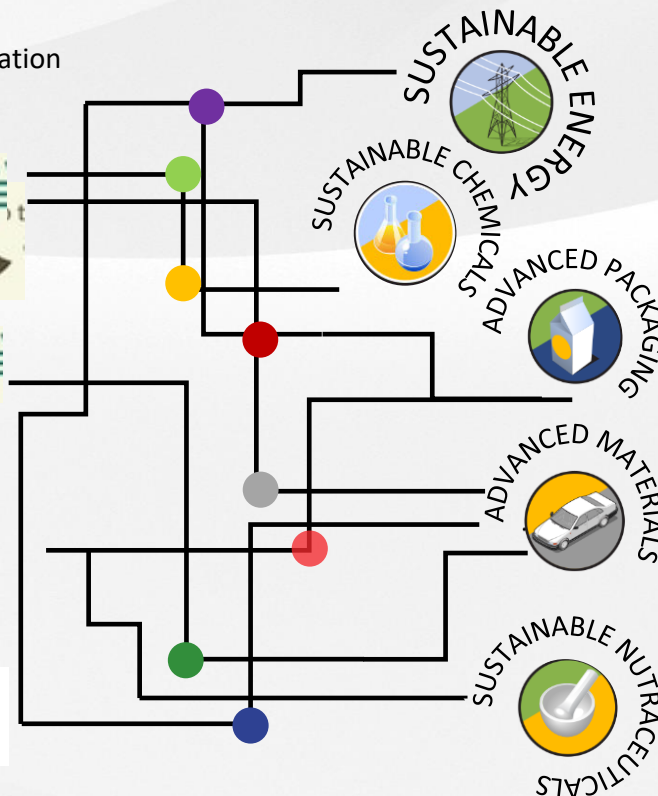 ation
SUSTAINABLE ENERGY
SUSTAINABLE CHEMICALS
ADVANCED PACKAGING
ADVANCED MATERIALS
SUSTAINABLE NUTRACEUTICALS